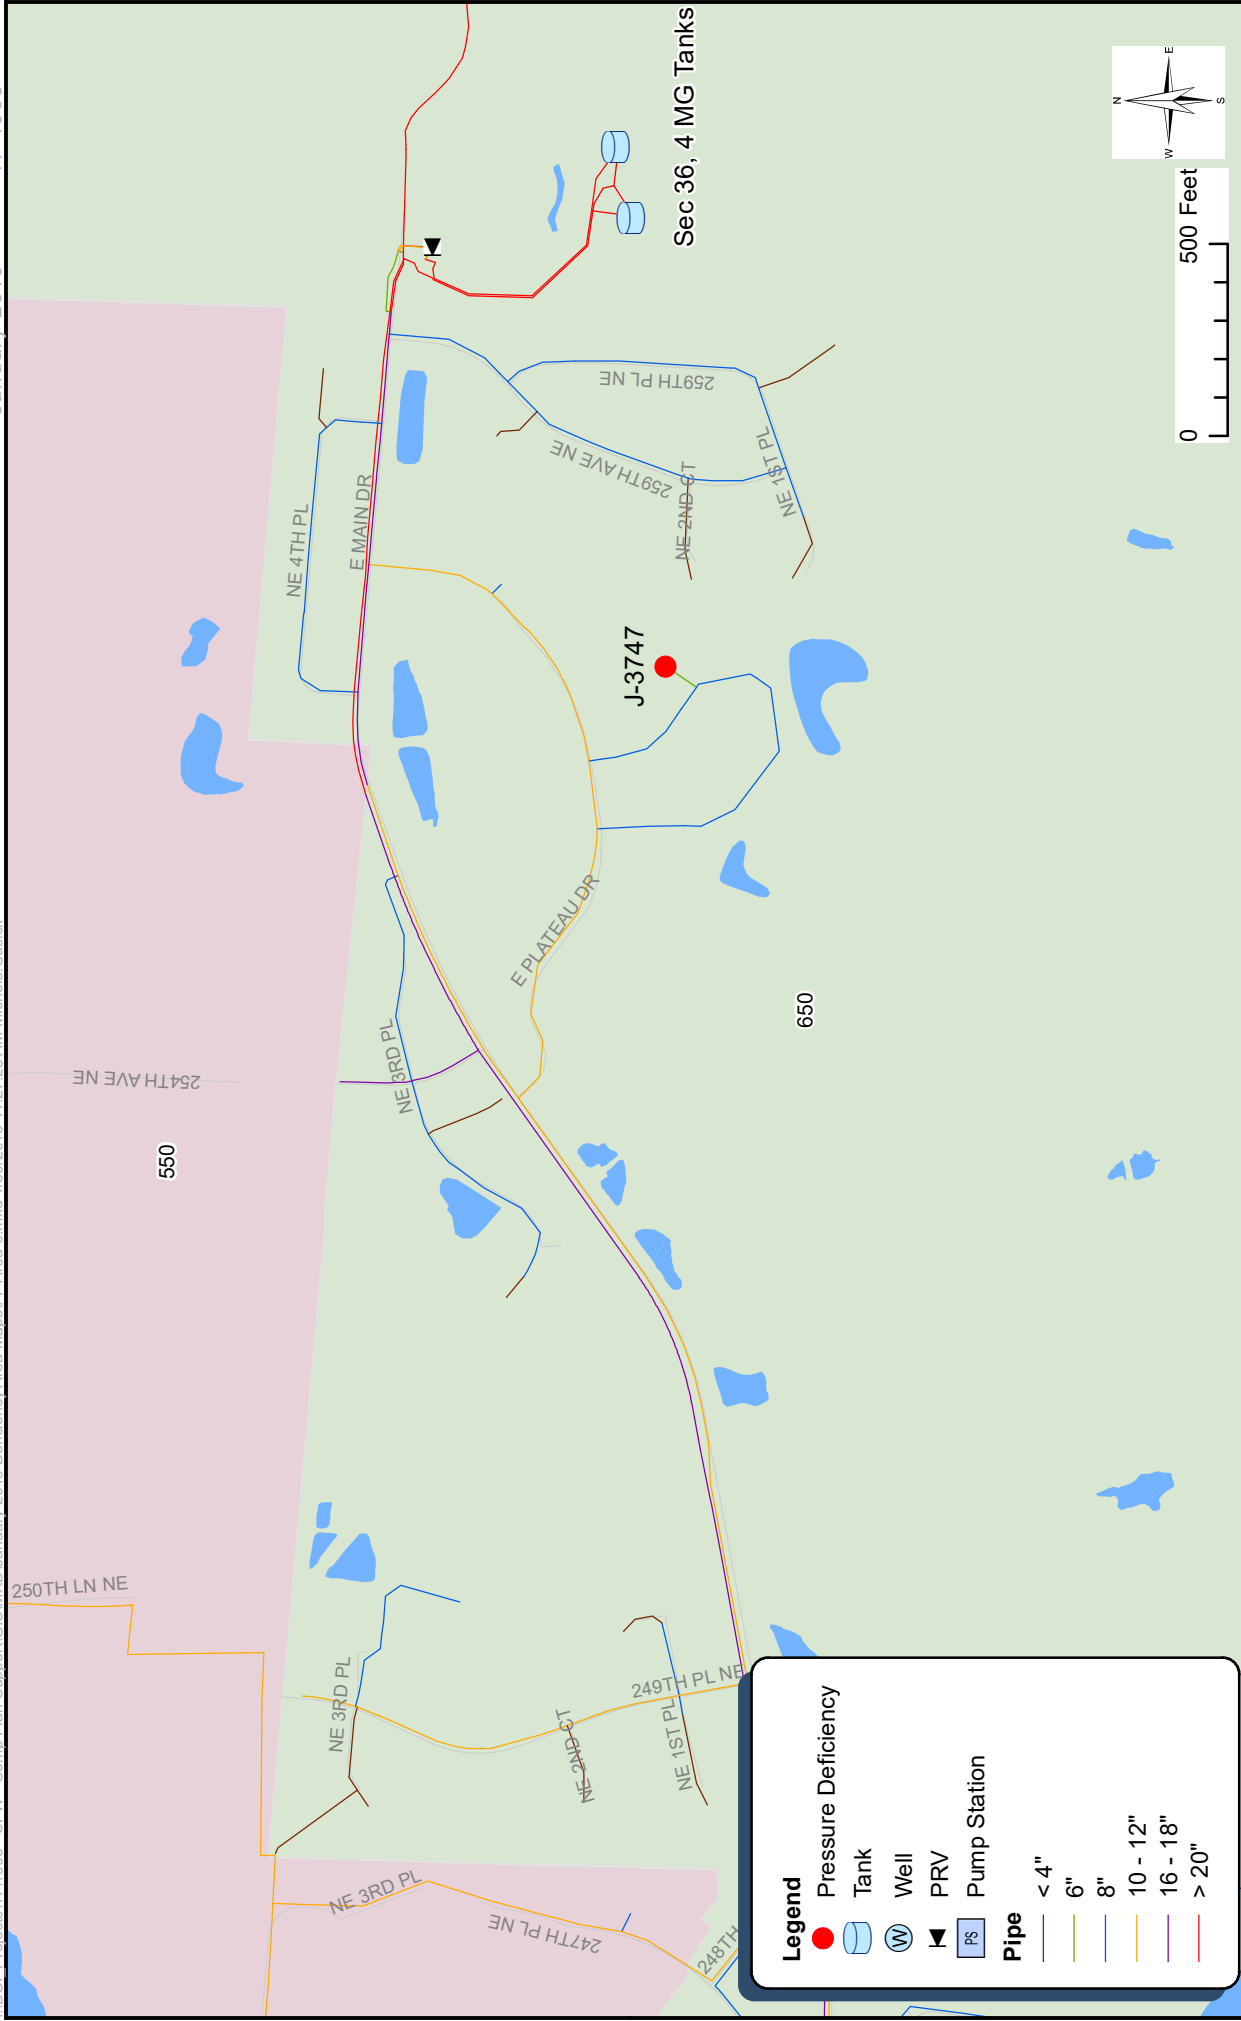 250TH LN NE
550
254TH AVE NE
NE 4TH PL
E MAIN DR
Sec 36, 4 MG Tanks
NE 3RD PL
NE 3RD PL
NE 3RD PL
247TH PL NE
248TH
249TH PL NE
NE 2ND CT
NE 1ST PL
E PLATEAU DR
J-3747
650
259TH AVE NE
259TH PL NE
NE 2ND CT
NE 1ST PL
N
W
E
S
0
500 Feet
Legend
Pressure Deficiency
Tank
W
Well
PRV
PS
Pump Station
Pipe
< 4"
6"
8"
10 - 12"
16 - 18"
> 20"